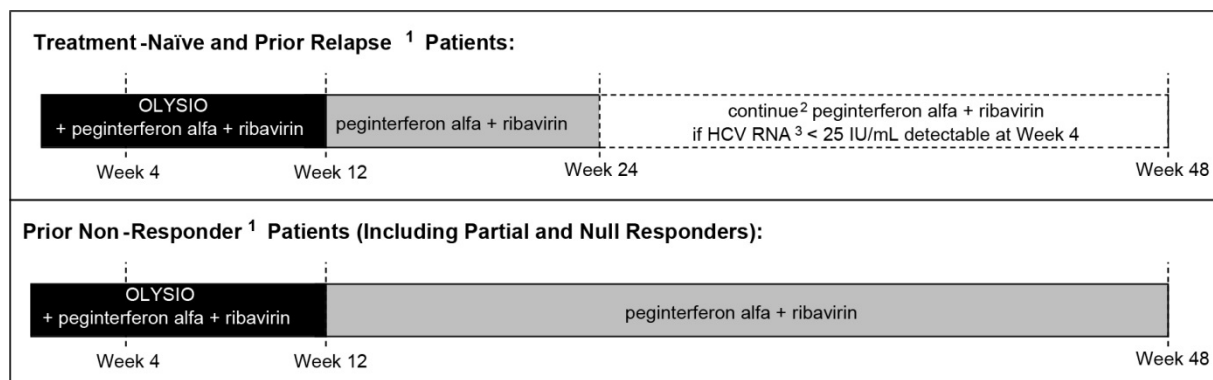 Treatment-Naïve and Prior Relapse 1 Patients:
OLYSIO
+ peginterferon alfa + ribavirin
peginterferon alfa + ribavirin
continue2 peginterferon alfa + ribavirin
if HCV RNA3 < 25 IU/mL detectable at Week 4
Week 4
Week 12
Week 24
Week 48
Prior Non-Responder1 Patients (Including Partial and Null Responders):
OLYSIO
+ peginterferon alfa + ribavirin
peginterferon alfa + ribavirin
Week 4
Week 12
Week 48